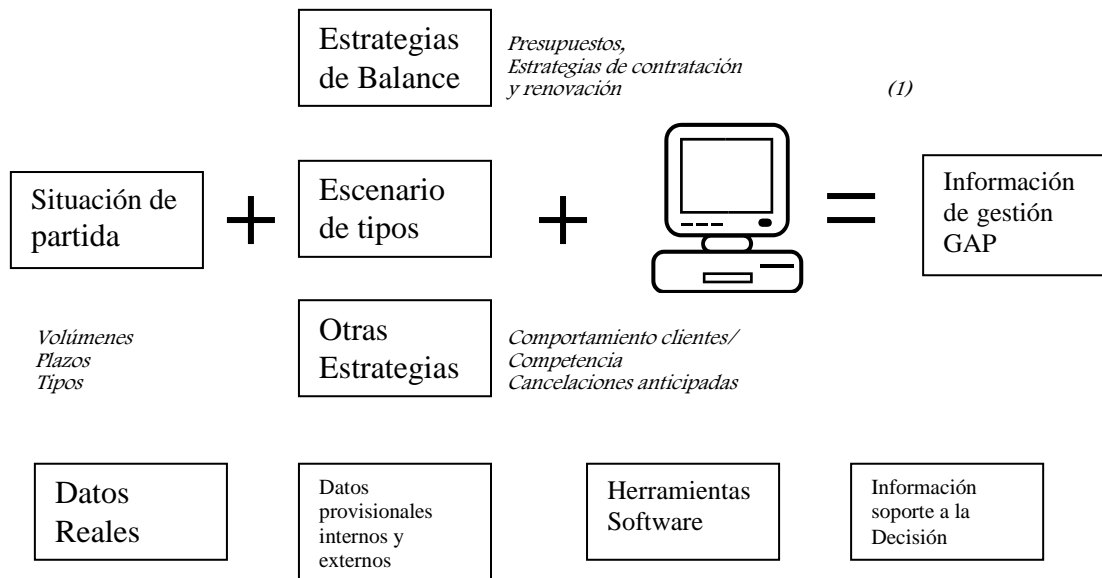 Estrategias
de Balance
Presupuestos,
Estrategias de contratación
y renovación
(1)
Situación de
partida
+
Escenario
de tipos
+
=
Información
de gestión
GAP
Volúmenes
Plazos
Tipos
Otras
Estrategias
Comportamiento clientes/
Competencia
Cancelaciones anticipadas
Datos
Reales
Datos
provisionales
internos y
externos
Herramientas
Software
Información
soporte a la
Decisión